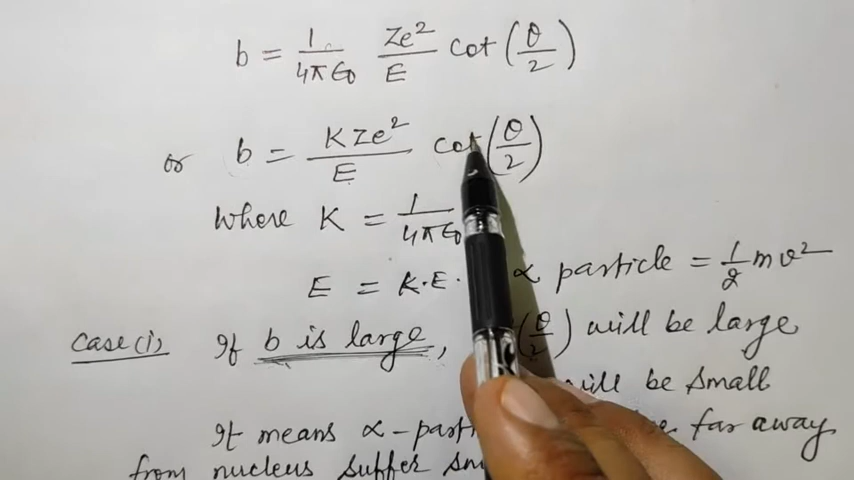 b = 1/4πϵ₀ Ze²/E cot(θ/2)
or b = KZe²/E cot(θ/2)
Where K = 1/4πϵ₀
E = K.E. α particle = 1/2 mv²
Case(i) If b is large, (θ/2) will be large
will be small
It means α-parti far away
from nucleus suffer sm